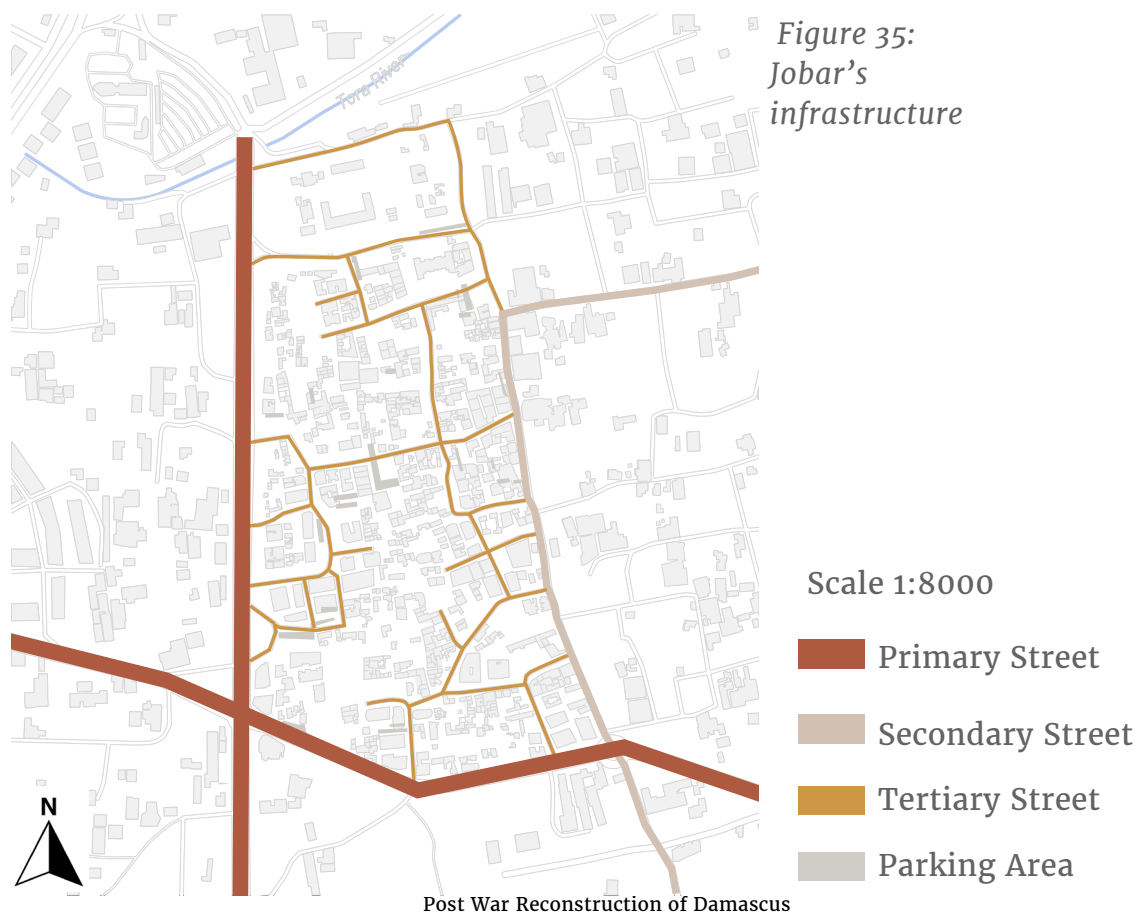 Figure 35:
Jobar's
infrastructure
Tora River
Scale 1:8000
Primary Street
Secondary Street
Tertiary Street
Parking Area
N
Post War Reconstruction of Damascus